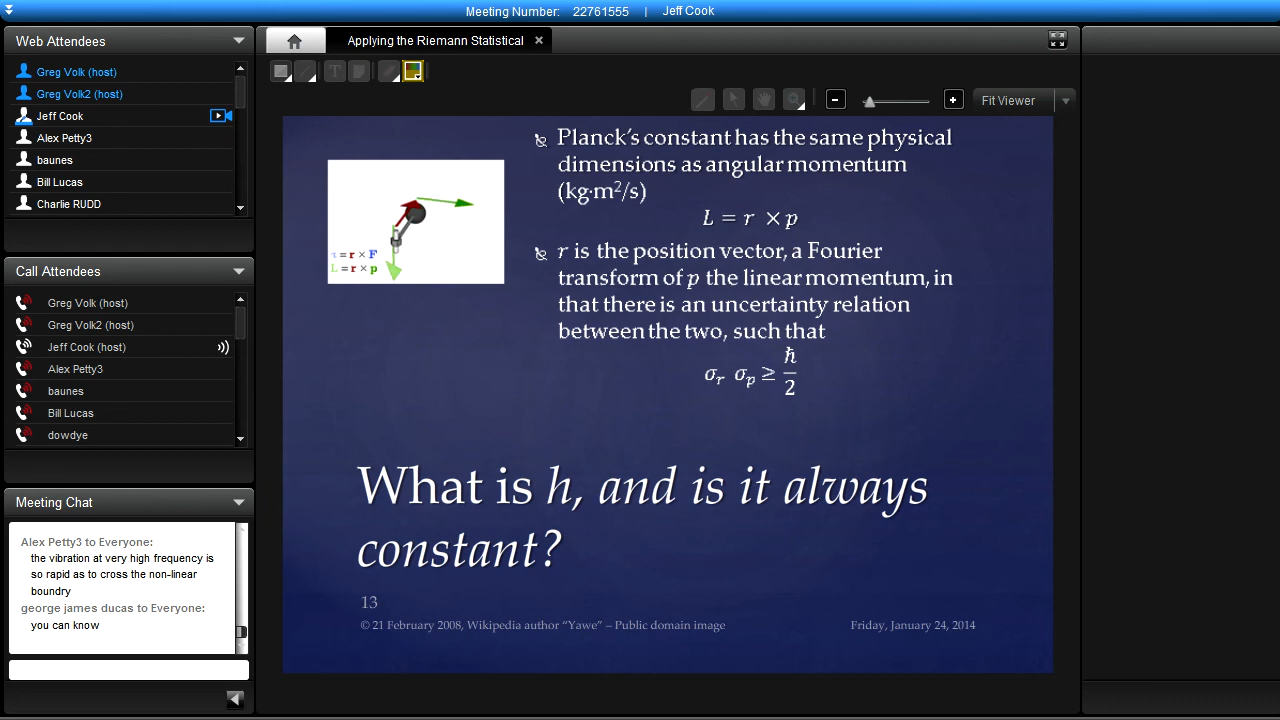 Meeting Number: 22761555 | Jeff Cook
Web Attendees
Greg Volk (host)
Greg Volk2 (host)
Jeff Cook
Alex Petty3
baunes
Bill Lucas
Charlie RUDD
Call Attendees
Greg Volk (host)
Greg Volk2 (host)
Jeff Cook (host)
Alex Petty3
baunes
Bill Lucas
dowdye
Meeting Chat
Alex Petty3 to Everyone:
the vibration at very high frequency is
so rapid as to cross the non-linear
boundry
george james ducas to Everyone:
you can know
Applying the Riemann Statistical
T
Fit Viewer
τ = r × F
L = r × p
Planck's constant has the same physical
dimensions as angular momentum
(kg·m²/s)
L = r × p
r is the position vector, a Fourier
transform of p the linear momentum, in
that there is an uncertainty relation
between the two, such that
σᵣ σₚ ≥ ħ/2
What is h, and is it always
constant?
13
© 21 February 2008, Wikipedia author “Yawe” – Public domain image
Friday, January 24, 2014